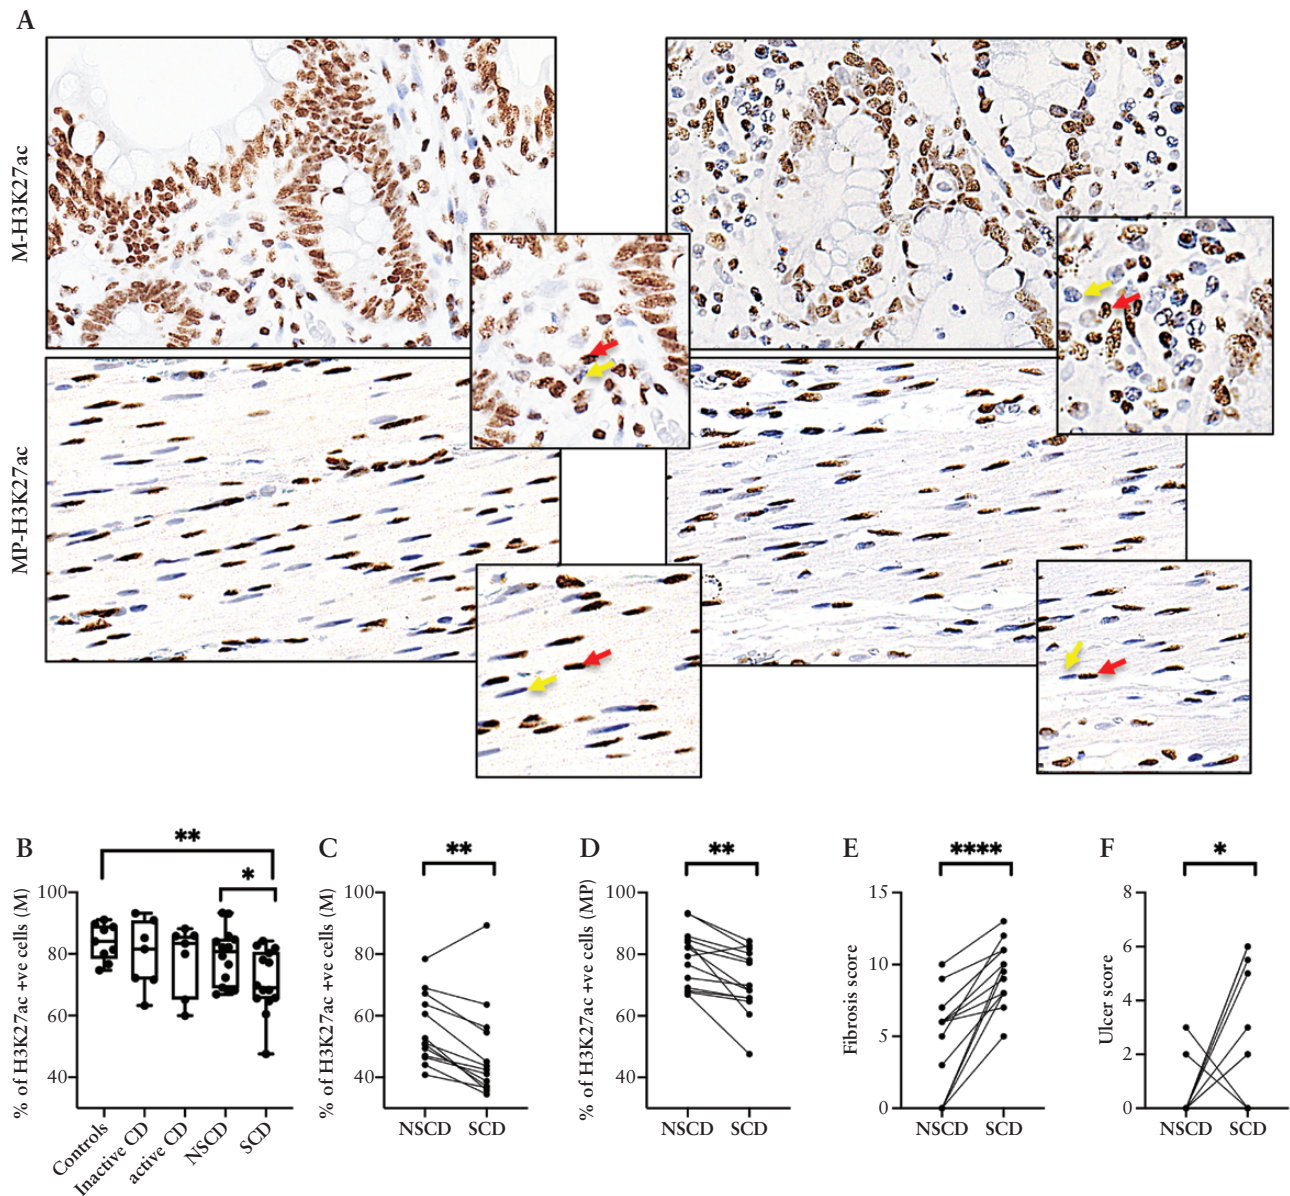 A
M-H3K27ac
MP-H3K27ac
B
**
*
% of H3K27ac +ve cells (M)
100
80
60
40
Controls
Inactive CD
active CD
NSCD
SCD
C
**
% of H3K27ac +ve cells (M)
100
80
60
40
NSCD
SCD
D
**
% of H3K27ac +ve cells (MP)
100
80
60
40
NSCD
SCD
E
****
Fibrosis score
15
10
5
0
NSCD
SCD
F
*
Ulcer score
8
6
4
2
0
NSCD
SCD